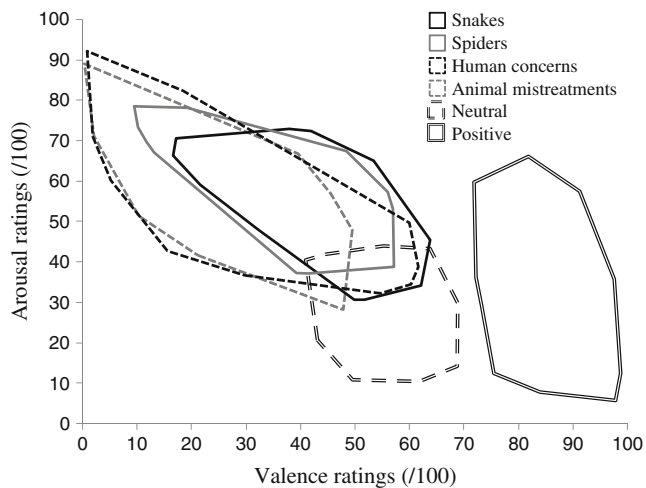 100
90
80
70
60
50
40
30
20
10
0
Arousal ratings (/100)
Snakes
Spiders
Human concerns
Animal mistreatments
Neutral
Positive
0 10 20 30 40 50 60 70 80 90 100
Valence ratings (/100)